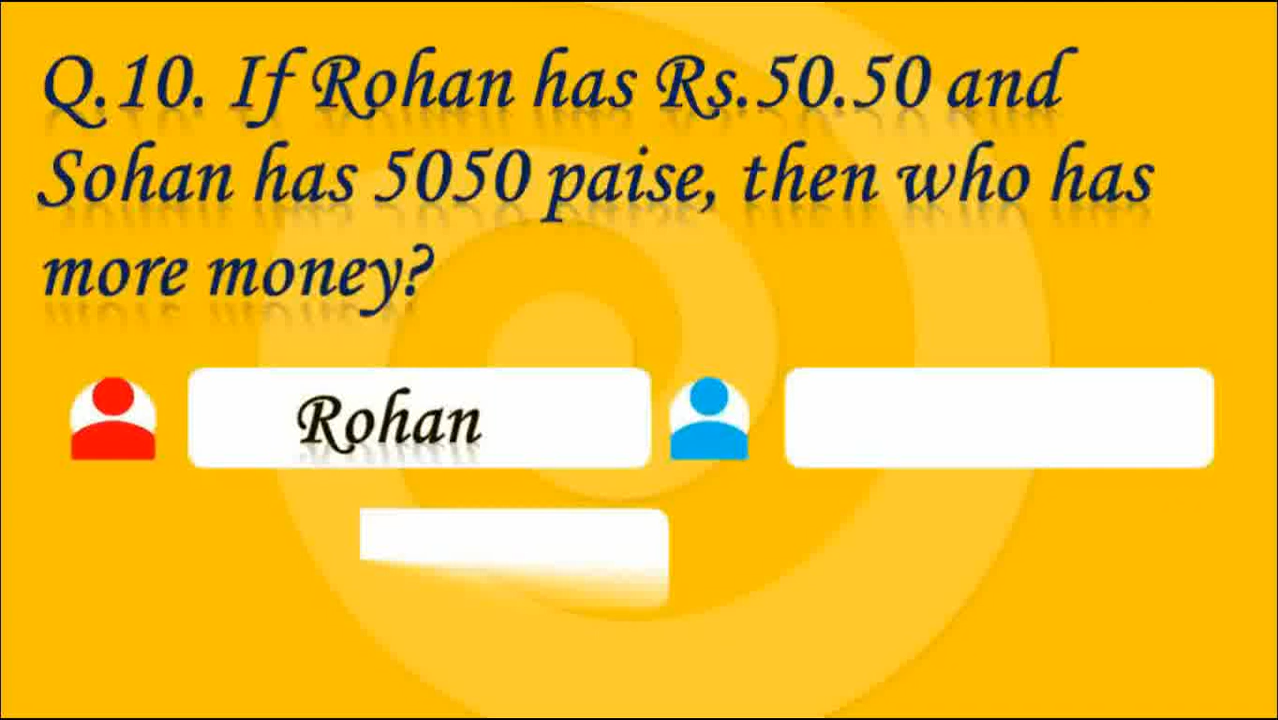 Q.10. If Rohan has Rs.50.50 and
Sohan has 5050 paise, then who has
more money?
Rohan